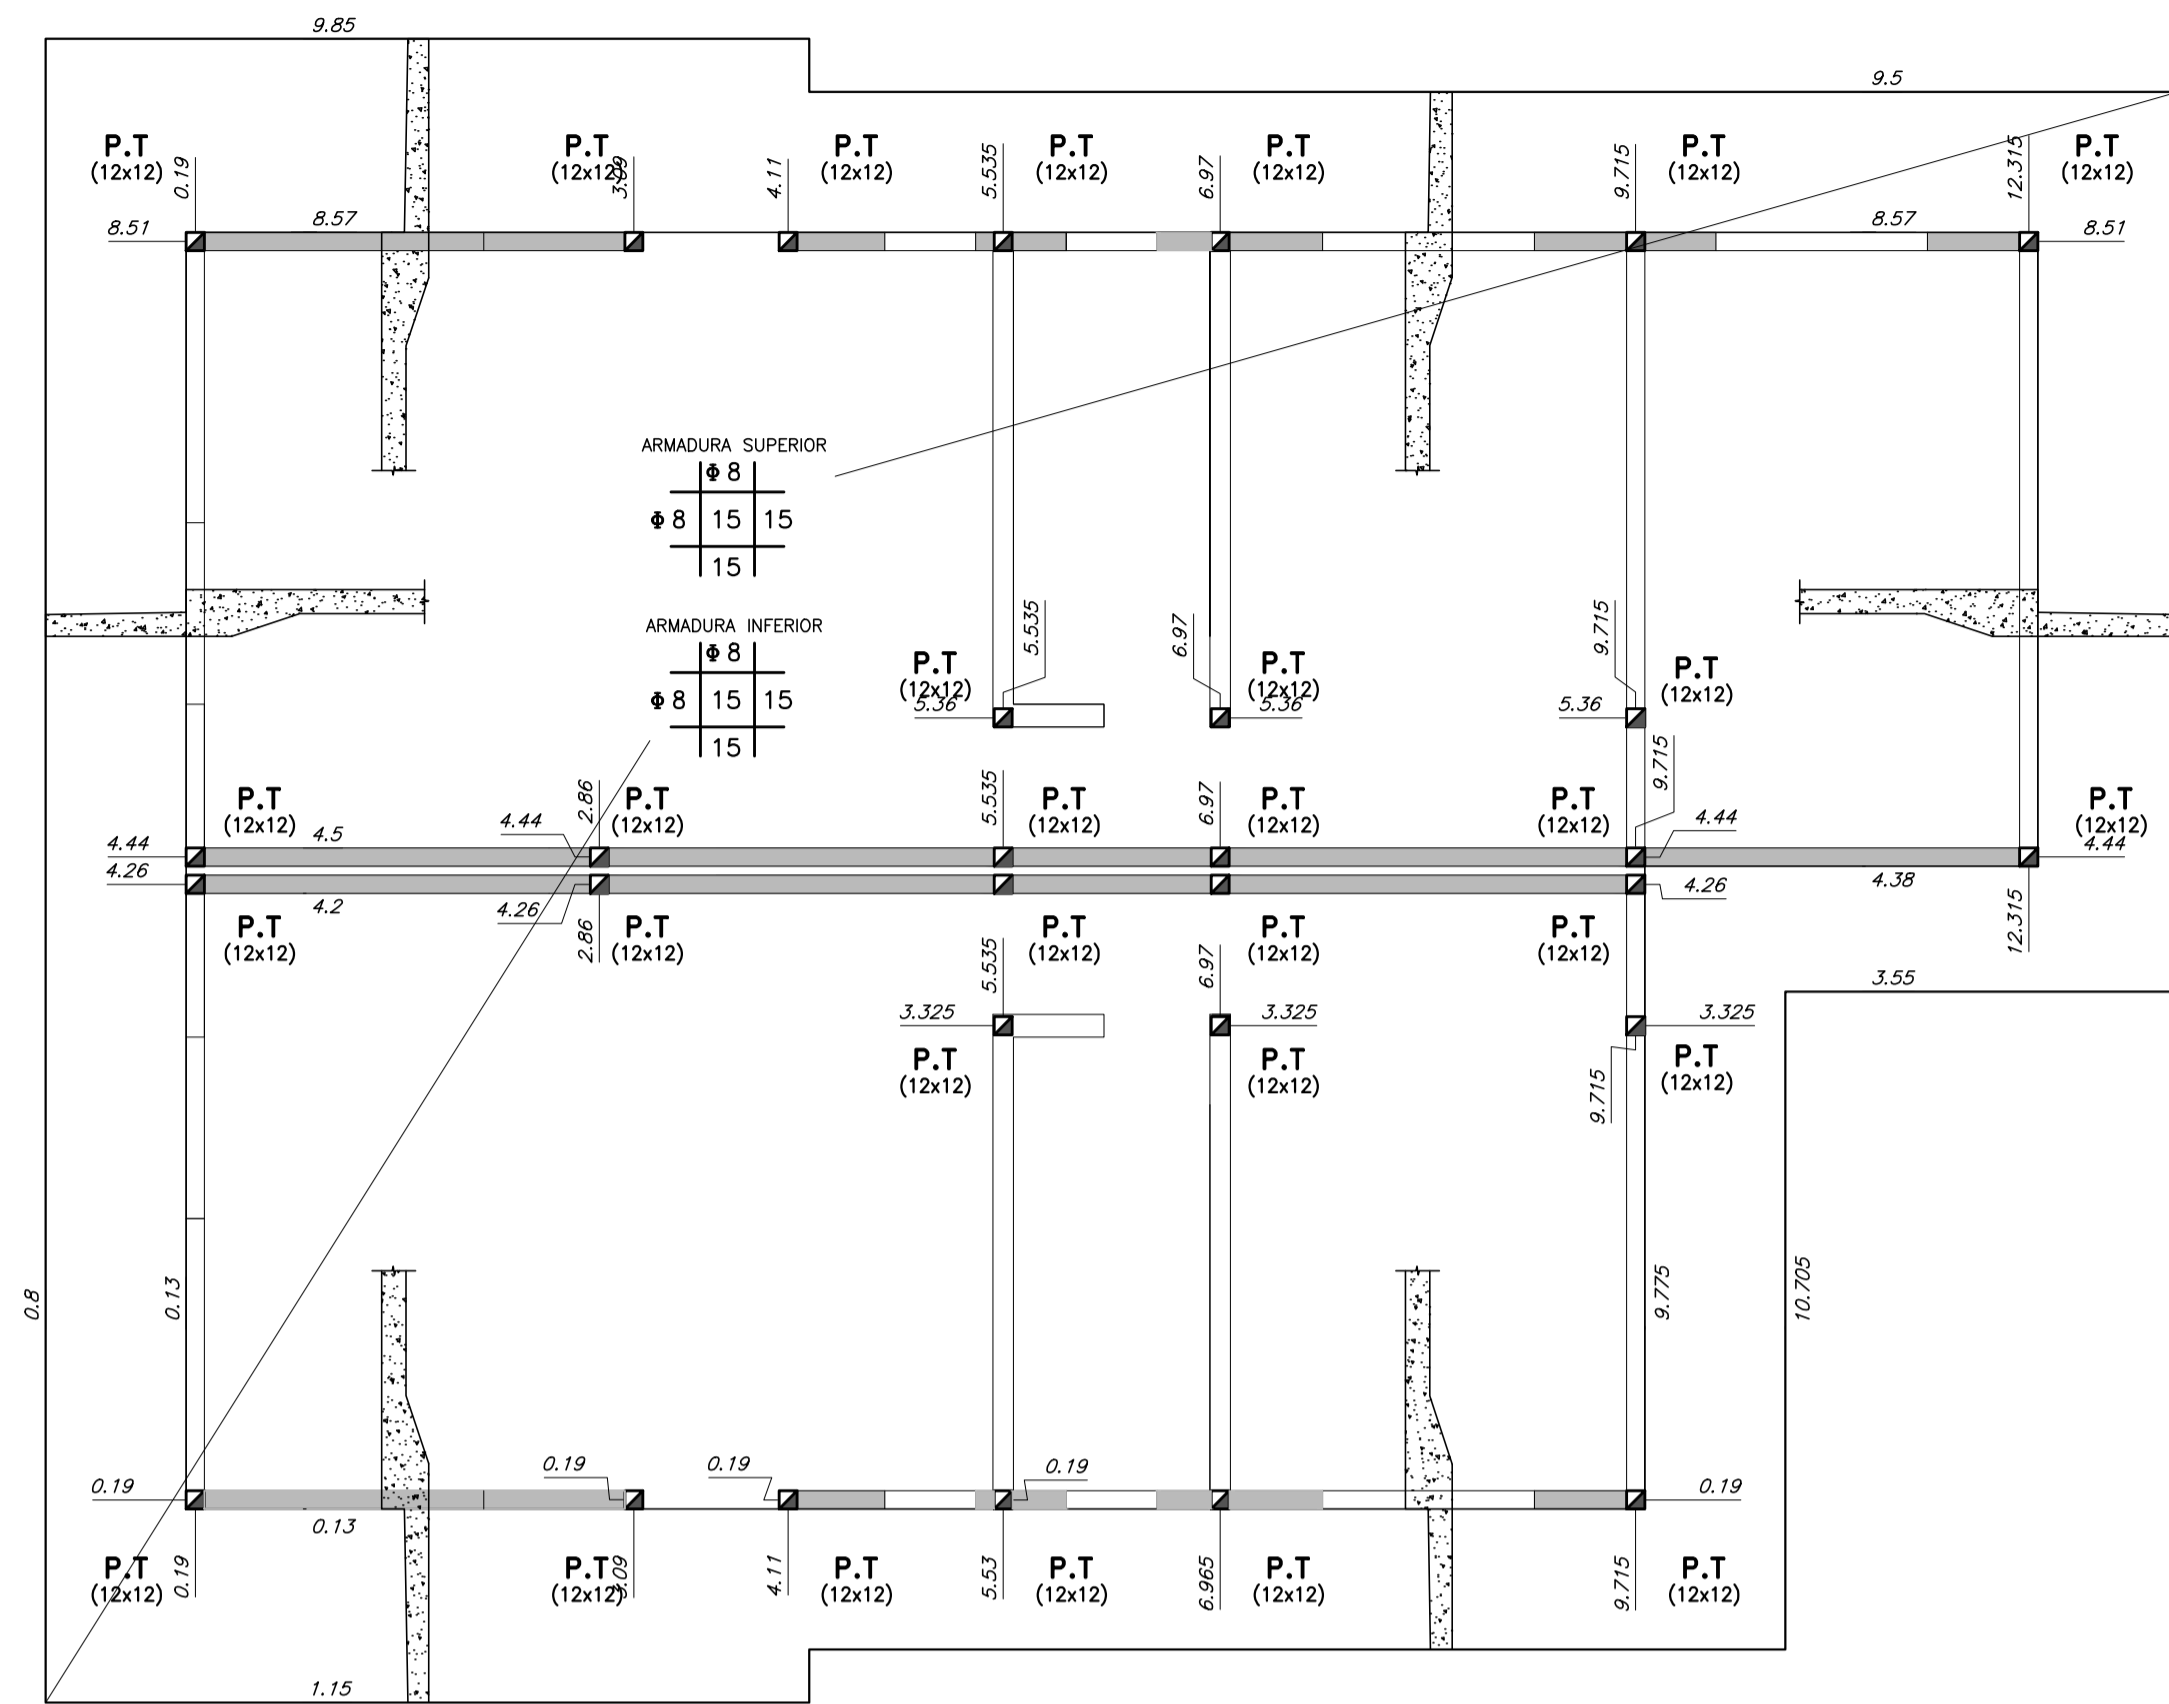 9.85
9.5
P.T
(12x12)
0.19
P.T
(12x12)
3.09
4.11
P.T
(12x12)
5.535
P.T
(12x12)
6.97
P.T
(12x12)
9.715
P.T
(12x12)
12.315
P.T
(12x12)
8.51
8.57
8.57
8.51
ARMADURA SUPERIOR
Φ 8
Φ 8 15 15
15
ARMADURA INFERIOR
Φ 8
Φ 8 15 15
15
P.T
(12x12)
5.36
5.535
6.97
P.T
(12x12)
5.36
9.715
5.36
P.T
(12x12)
9.715
P.T
(12x12)
4.44
4.5
4.44
2.86
P.T
(12x12)
5.535
P.T
(12x12)
6.97
P.T
(12x12)
P.T
(12x12)
4.44
P.T
(12x12)
4.44
4.26
4.2
4.26
2.86
4.26
4.38
12.315
P.T
(12x12)
P.T
(12x12)
P.T
(12x12)
P.T
(12x12)
P.T
(12x12)
5.535
6.97
3.55
3.325
3.325
3.325
P.T
(12x12)
P.T
(12x12)
9.715
P.T
(12x12)
0.8
0.13
9.775
10.705
0.19
0.19
0.19
0.19
0.19
0.13
P.T
(12x12)
0.19
P.T
(12x12)
3.09
4.11
P.T
(12x12)
5.53
P.T
(12x12)
6.965
P.T
(12x12)
9.715
P.T
(12x12)
1.15